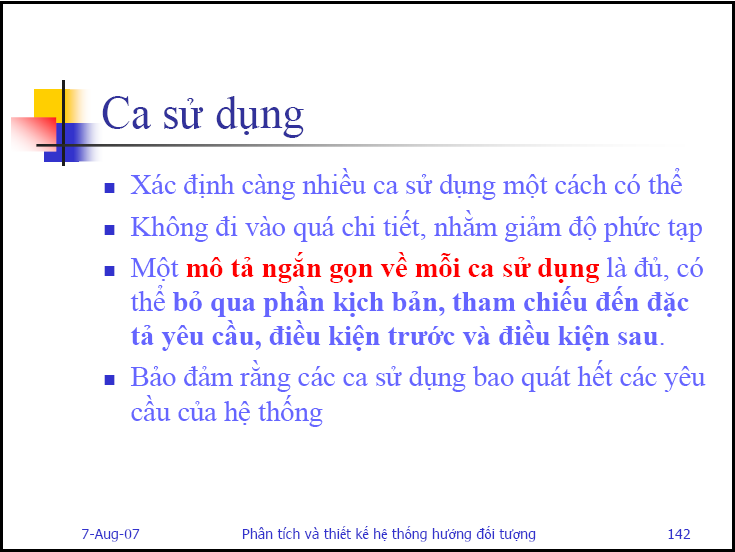 Ca sử dụng
Xác định càng nhiều ca sử dụng một cách có thể
Không đi vào quá chi tiết, nhằm giảm độ phức tạp
Một mô tả ngắn gọn về mỗi ca sử dụng là đủ, có
thể bỏ qua phần kịch bản, tham chiếu đến đặc
tả yêu cầu, điều kiện trước và điều kiện sau.
Bảo đảm rằng các ca sử dụng bao quát hết các yêu
cầu của hệ thống
7-Aug-07 Phân tích và thiết kế hệ thống hướng đối tượng 142